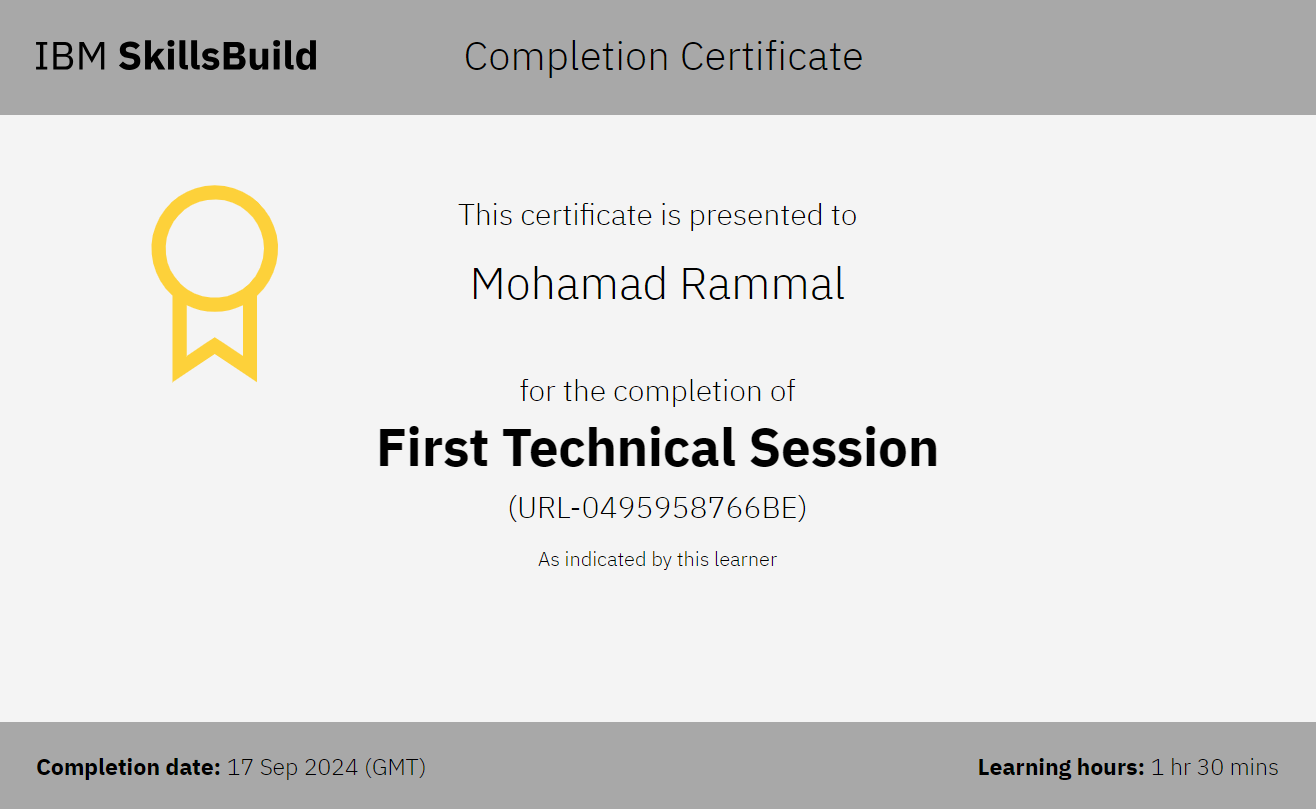 IBM SkillsBuild
Completion Certificate
This certificate is presented to
Mohamad Rammal
for the completion of
First Technical Session
(URL-0495958766BE)
As indicated by this learner
Completion date: 17 Sep 2024 (GMT)
Learning hours: 1 hr 30 mins